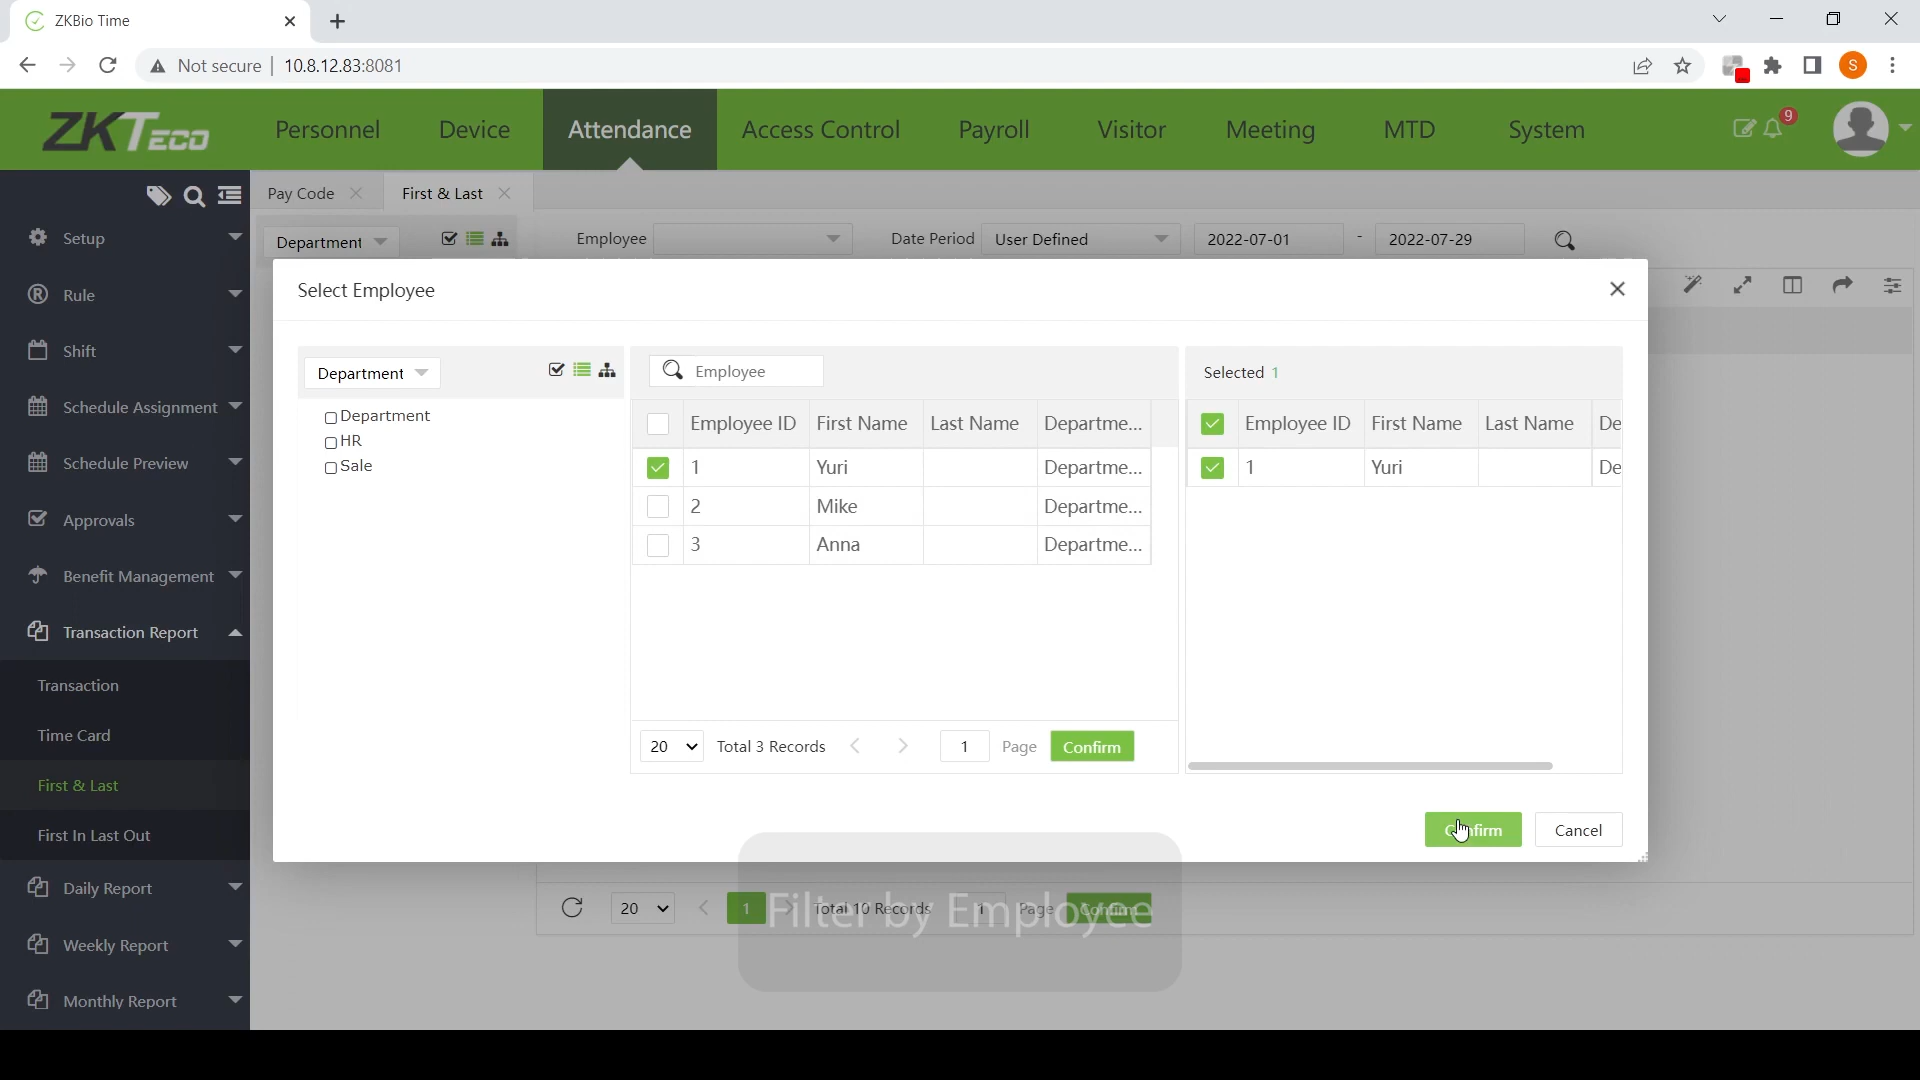 ZKBio Time
Not secure
10.8.12.83:8081
S
ZKTECO
Personnel
Device
Attendance
Access Control
Payroll
Visitor
Meeting
MTD
System
9
Pay Code
First & Last
Setup
Department
Employee
Date Period
User Defined
2022-07-01
-
2022-07-29
Select Employee
Rule
Shift
Schedule Assignment
Schedule Preview
Approvals
Benefit Management
Transaction Report
Transaction
Time Card
First & Last
First In Last Out
Daily Report
Weekly Report
Monthly Report
Department
Department
HR
Sale
Employee
Employee ID First Name Last Name Departme...
1 Yuri Departme...
2 Mike Departme...
3 Anna Departme...
20 Total 3 Records 1 Page Confirm
Selected 1
Employee ID First Name Last Name De
1 Yuri De
Confirm
Cancel
20 1 Total 10 Records 1 Page Confirm
Filter by Employee